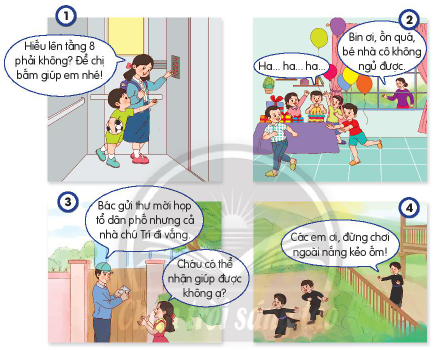 1
Hiếu lên tầng 8
phải không? Để chị
bấm giúp em nhé!
2
Bin ơi, ồn quá,
bé nhà cô không
ngủ được.
Ha... ha... ha...
3
Bác gửi thư mời họp
tổ dân phố nhưng cả
nhà chú Trí đi vắng.
Cháu có thể
nhận giúp được
không ạ?
4
Các em ơi, đừng chơi
ngoài nắng kẻo ốm!